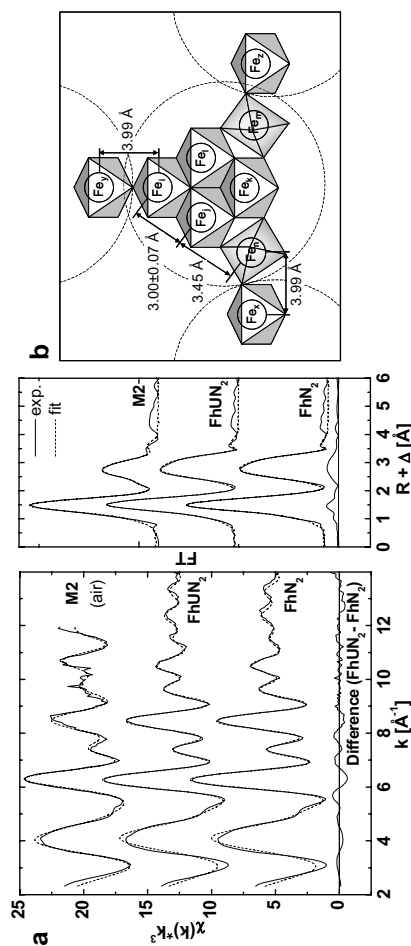 a
χ(k)*k³
25
20
15
10
5
0
2
4
6
8
10
12
k [Å⁻¹]
M2
(air)
FhUN₂
FhN₂
Difference (FhUN₂- FhN₂)
FT
exp.
fit
M2
FhUN₂
FhN₂
0
1
2
3
4
5
6
R + Δ [Å]
b
3.99 Å
3.00±0.07 Å
3.45 Å
3.99 Å
Feᵧ
Feᵢ
Feⱼ
Feₗ
Feₖ
Feₙ
Feₘ
Feₓ
Fe_z